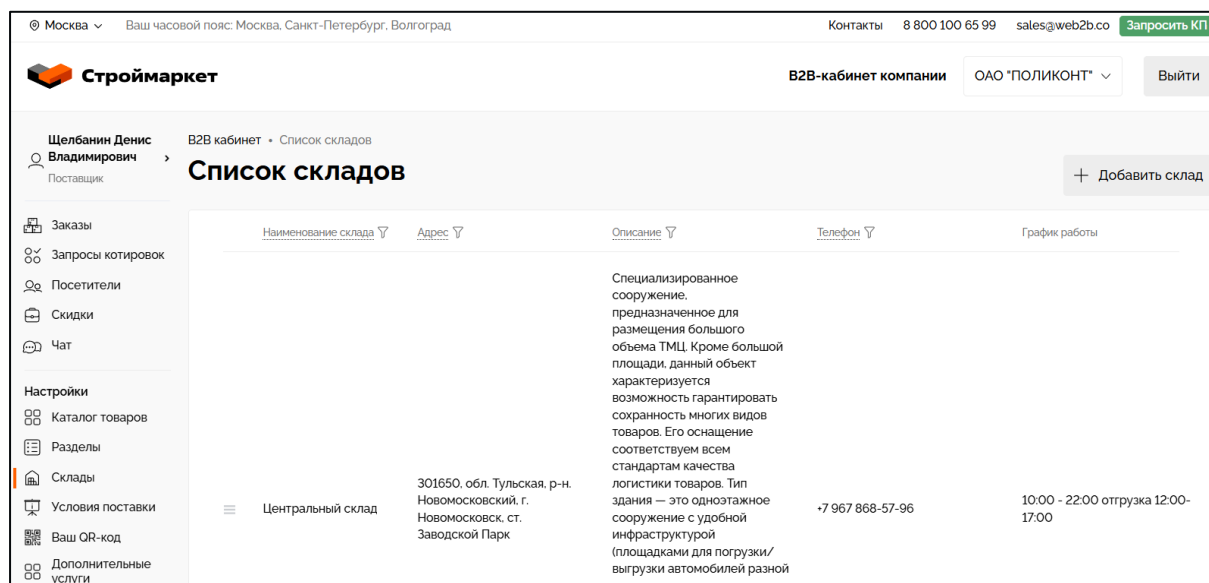 Москва
Ваш часовой пояс: Москва, Санкт-Петербург, Волгоград
Контакты
8 800 100 65 99
sales@web2b.co
Запросить КП
Строймаркет
B2B-кабинет компании
ОАО "ПОЛИКОНТ"
Выйти
Щелбанин Денис
Владимирович
Поставщик
B2B кабинет • Список складов
Список складов
Добавить склад
Заказы
Запросы котировок
Посетители
Скидки
Чат
Настройки
Каталог товаров
Разделы
Склады
Условия поставки
Ваш QR-код
Дополнительные
услуги
Наименование склада
Адрес
Описание
Телефон
График работы
Центральный склад
301650, обл. Тульская, р-н.
Новомосковский, г.
Новомосковск, ст.
Заводской Парк
Специализированное
сооружение,
предназначенное для
размещения большого
объема ТМЦ. Кроме большой
площади, данный объект
характеризуется
возможность гарантировать
сохранность многих видов
товаров. Его оснащение
соответствуем всем
стандартам качества
логистики товаров. Тип
здания — это одноэтажное
сооружение с удобной
инфраструктурой
(площадками для погрузки/
выгрузки автомобилей разной
+7 967 868-57-96
10:00 - 22:00 отгрузка 12:00-
17:00